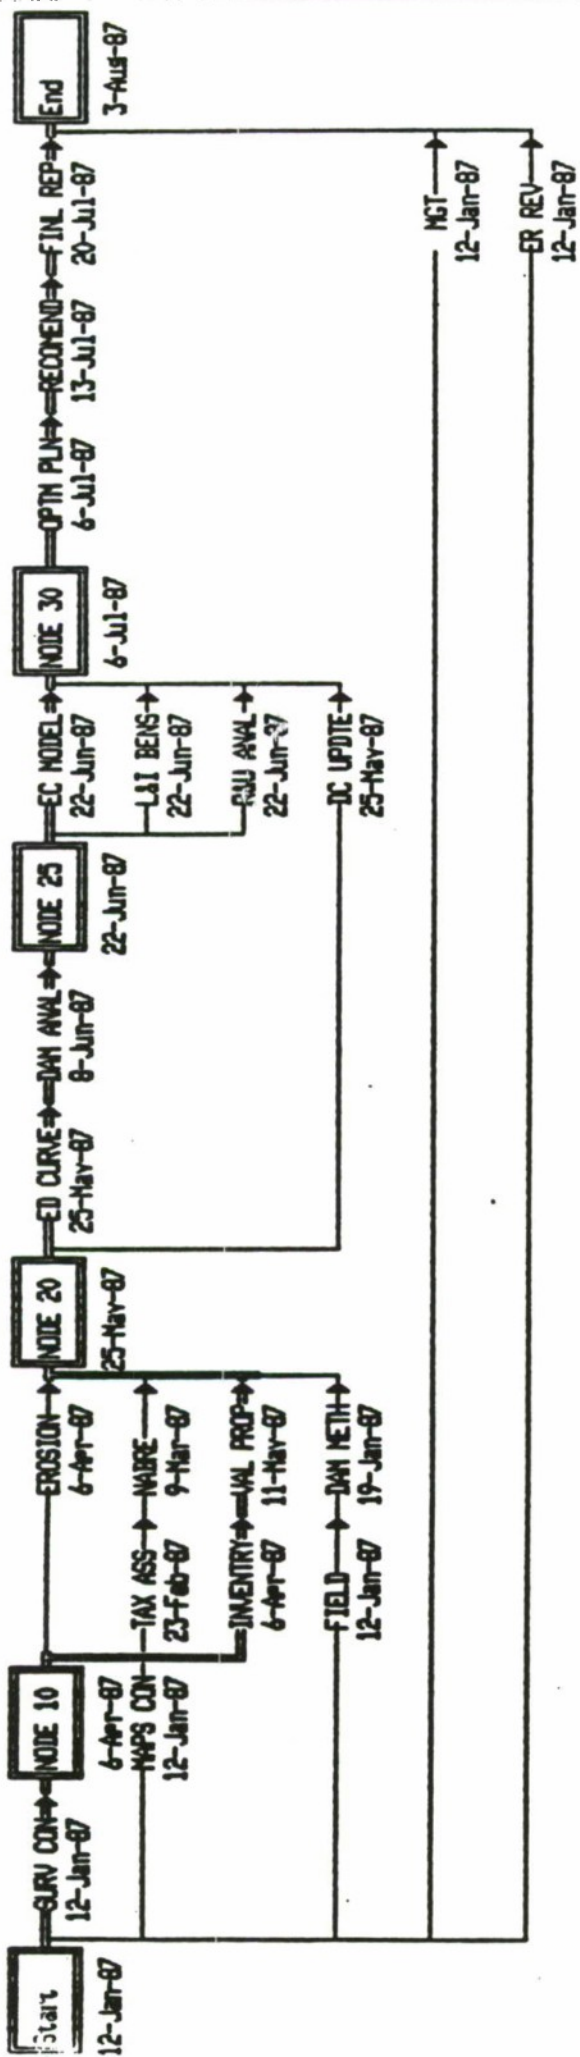 Start
12-Jan-87
SURV CON
12-Jan-87
NODE 10
6-Apr-87
MAPS CON
12-Jan-87
EROSION
6-Apr-87
TAX ASS
23-Feb-87
NADRE
9-Mar-87
INVENTRY
6-Apr-87
VAL PROP
11-May-87
FIELD
12-Jan-87
DAM METH
19-Jan-87
NODE 20
25-May-87
ED CURVE
25-May-87
DAM ANAL
8-Jun-87
NODE 25
22-Jun-87
EC MODEL
22-Jun-87
L&I BENS
22-Jun-87
ANAL
22-Jun-87
DC UPDTE
25-May-87
NODE 30
6-Jul-87
OPTM PLN
6-Jul-87
RECOMEND
13-Jul-87
FINL REP
20-Jul-87
End
3-Aug-87
MGT
12-Jan-87
ER REV
12-Jan-87